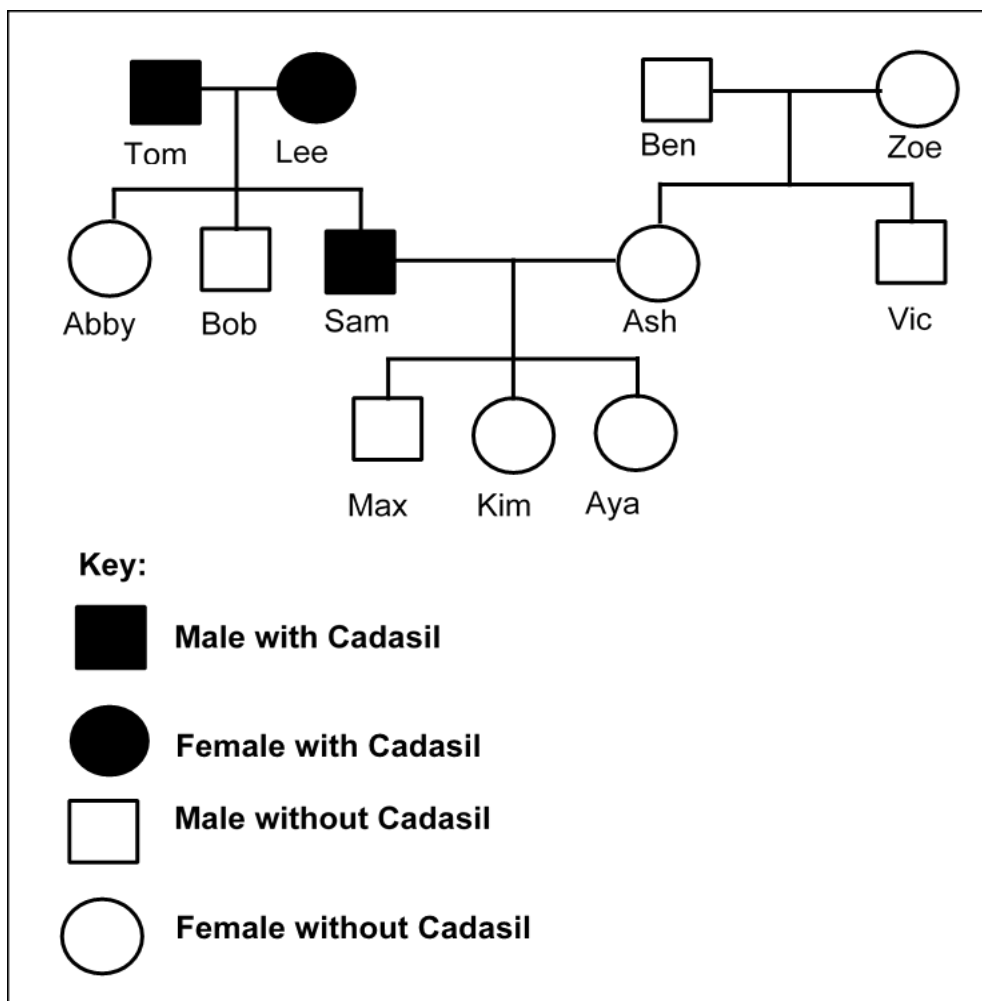 Tom Lee Ben Zoe
Abby Bob Sam Ash Vic
Max Kim Aya
Key:
Male with Cadasil
Female with Cadasil
Male without Cadasil
Female without Cadasil